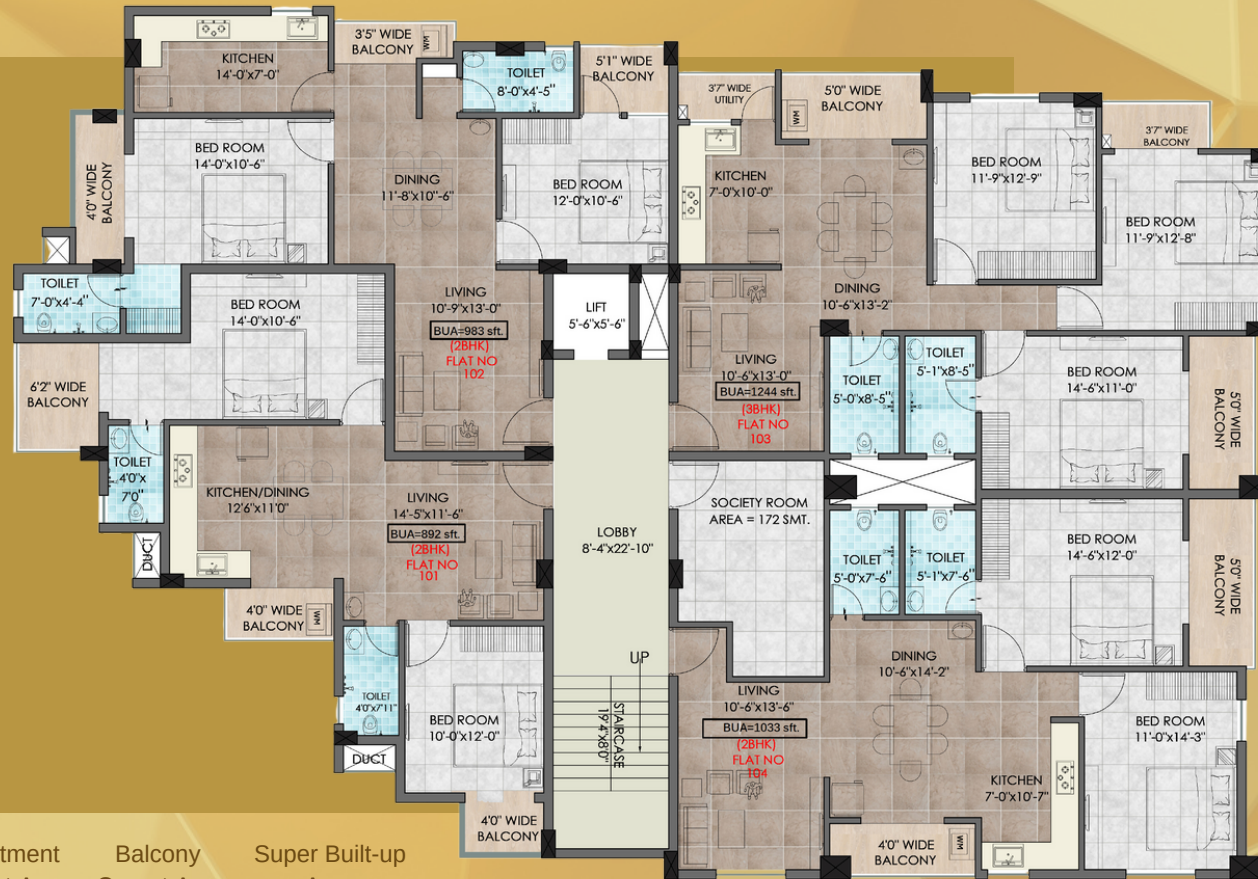 KITCHEN
14'-0"x7'-0"
3'5" WIDE
BALCONY
WM
TOILET
8'-0"x4'-5"
5'1" WIDE
BALCONY
3'7" WIDE
UTILITY
5'0" WIDE
BALCONY
WM
3'7" WIDE
BALCONY
4'0" WIDE
BALCONY
BED ROOM
14'-0"x10'-6"
DINING
11'-8"x10"-6"
BED ROOM
12'-0"x10'-6"
KITCHEN
7'-0"x10'-0"
BED ROOM
11'-9"x12'-9"
BED ROOM
11'-9"x12'-8"
TOILET
7'-0"x4'-4"
BED ROOM
14'-0"x10'-6"
LIVING
10'-9"x13'-0"
BUA=983 sft.
(2BHK)
FLAT NO
102
LIFT
5'-6"x5'-6"
DINING
10'-6"x13'-2"
LIVING
10'-6"x13'-0"
BUA=1244 sft.
(3BHK)
FLAT NO
103
TOILET
5'-0"x8'-5"
TOILET
5'-1"x8'-5"
BED ROOM
14'-6"x11'-0"
5'0" WIDE
BALCONY
6'2" WIDE
BALCONY
TOILET
4'0"x
7'0"
KITCHEN/DINING
12'6"x11'0"
LIVING
14'-5"x11'-6"
BUA=892 sft.
(2BHK)
FLAT NO
101
LOBBY
8'-4"x22'-10"
SOCIETY ROOM
AREA = 172 SMT.
TOILET
5'-0"x7'-6"
TOILET
5'-1"x7'-6"
BED ROOM
14'-6"x12'-0"
5'0" WIDE
BALCONY
DUCT
4'0" WIDE
BALCONY
WM
TOILET
4'0"x7'11"
DUCT
BED ROOM
10'-0"x12'-0"
4'0" WIDE
BALCONY
UP
STAIRCASE
19'4"x8'0"
LIVING
10'-6"x13'-6"
BUA=1033 sft.
(2BHK)
FLAT NO
104
DINING
10'-6"x14'-2"
KITCHEN
7'-0"x10'-7"
BED ROOM
11'-0"x14'-3"
4'0" WIDE
BALCONY
WM
tment Balcony Super Built-up